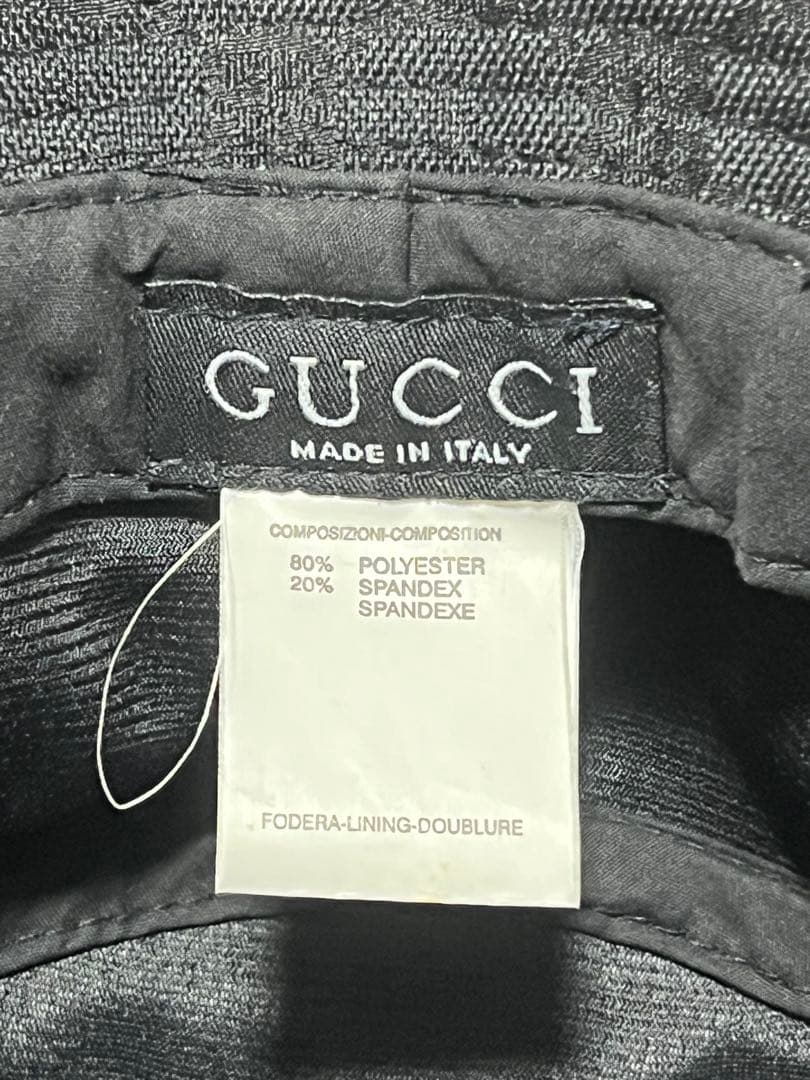 GUCCI
MADE IN ITALY
COMPOSIZIONI-COMPOSITION
80% POLYESTER
20% SPANDEX
SPANDEXE
FODERA-LINING-DOUBLURE